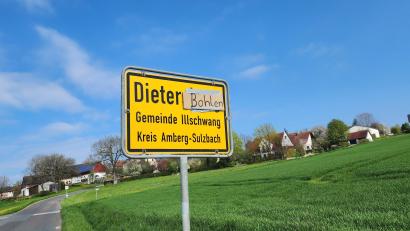 Dieter Bohlen
Gemeinde Illschwang
Kreis Amberg-Sulzbach